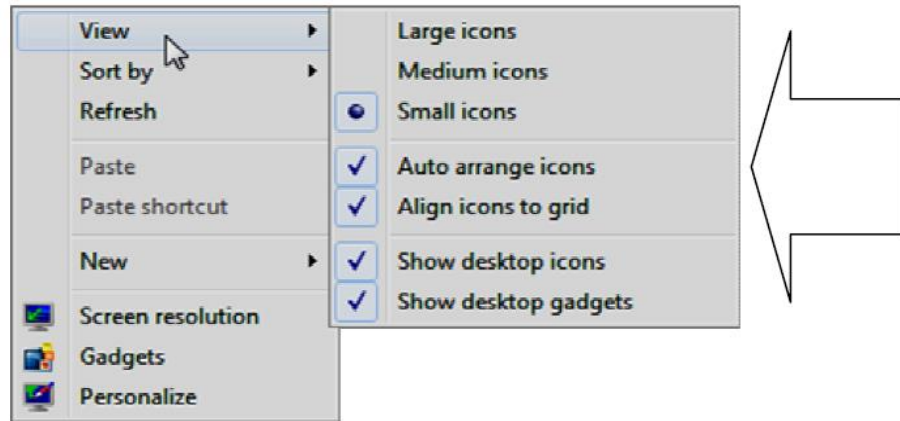 View
Sort by
Refresh
Paste
Paste shortcut
New
Screen resolution
Gadgets
Personalize
Large icons
Medium icons
Small icons
Auto arrange icons
Align icons to grid
Show desktop icons
Show desktop gadgets